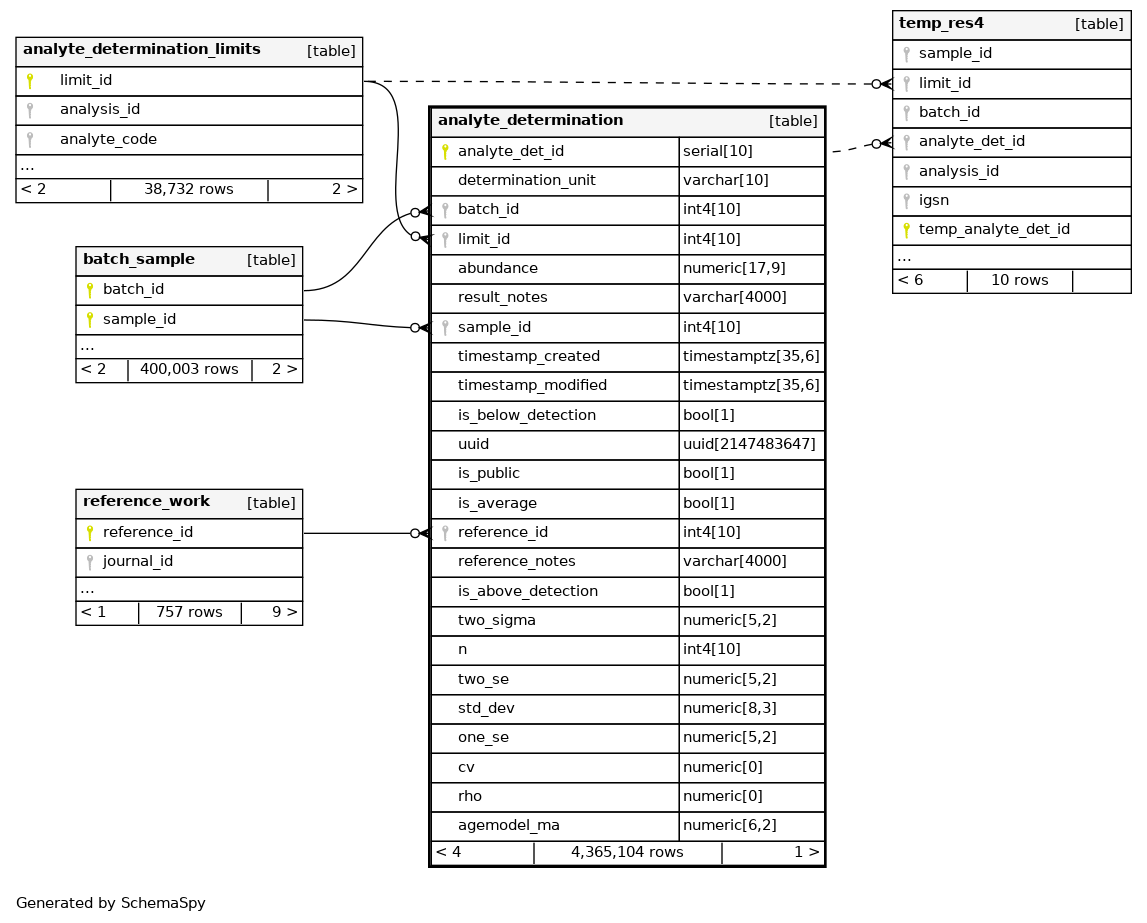 analyte_determination_limits [table]
limit_id
analysis_id
analyte_code
...
< 2 38,732 rows 2 >
batch_sample [table]
batch_id
sample_id
...
< 2 400,003 rows 2 >
reference_work [table]
reference_id
journal_id
...
< 1 757 rows 9 >
analyte_determination [table]
analyte_det_id serial[10]
determination_unit varchar[10]
batch_id int4[10]
limit_id int4[10]
abundance numeric[17,9]
result_notes varchar[4000]
sample_id int4[10]
timestamp_created timestamptz[35,6]
timestamp_modified timestamptz[35,6]
is_below_detection bool[1]
uuid uuid[2147483647]
is_public bool[1]
is_average bool[1]
reference_id int4[10]
reference_notes varchar[4000]
is_above_detection bool[1]
two_sigma numeric[5,2]
n int4[10]
two_se numeric[5,2]
std_dev numeric[8,3]
one_se numeric[5,2]
cv numeric[0]
rho numeric[0]
agemodel_ma numeric[6,2]
< 4 4,365,104 rows 1 >
temp_res4 [table]
sample_id
limit_id
batch_id
analyte_det_id
analysis_id
igsn
temp_analyte_det_id
...
< 6 10 rows
Generated by SchemaSpy